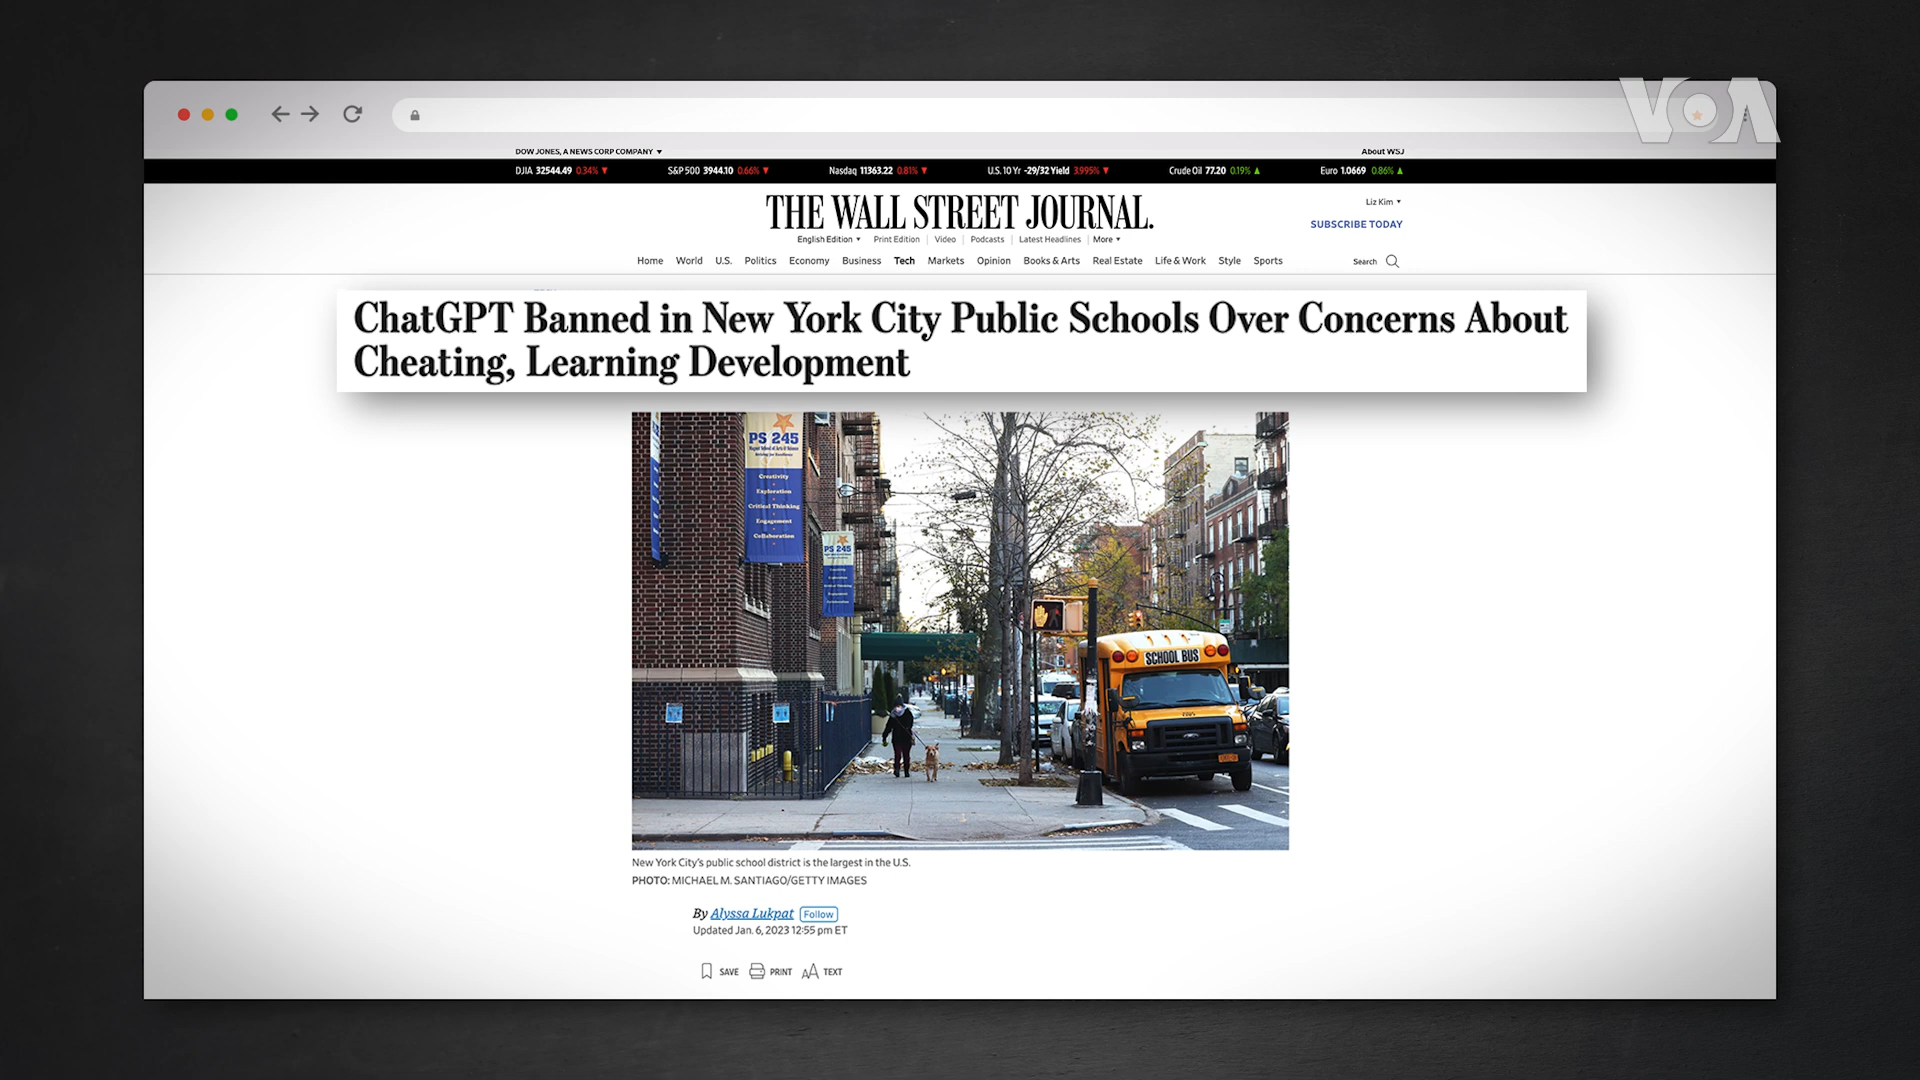 VOA
DOW JONES, A NEWS CORP COMPANY
About WSJ
DJIA 32544.49 0.34% S&P 500 3944.10 0.66% Nasdaq 11363.22 0.81% U.S. 10 Yr -29/32 Yield 3.995% Crude Oil 77.20 0.19% Euro 1.0669 0.86%
THE WALL STREET JOURNAL.
Liz Kim
SUBSCRIBE TODAY
English Edition Print Edition Video Podcasts Latest Headlines More
Home World U.S. Politics Economy Business Tech Markets Opinion Books & Arts Real Estate Life & Work Style Sports Search
ChatGPT Banned in New York City Public Schools Over Concerns About
Cheating, Learning Development
PS 245
Creativity
Exploration
Critical Thinking
Engagement
Collaboration
PS 245
SCHOOL BUS
New York City's public school district is the largest in the U.S.
PHOTO: MICHAEL M. SANTIAGO/GETTY IMAGES
By Alyssa Lukpat Follow
Updated Jan. 6, 2023 12:55 pm ET
SAVE PRINT AA TEXT